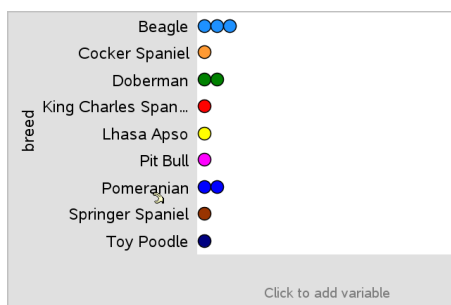 Beagle
Cocker Spaniel
Doberman
King Charles Span...
Lhasa Apso
Pit Bull
Pomeranian
Springer Spaniel
Toy Poodle
breed
Click to add variable